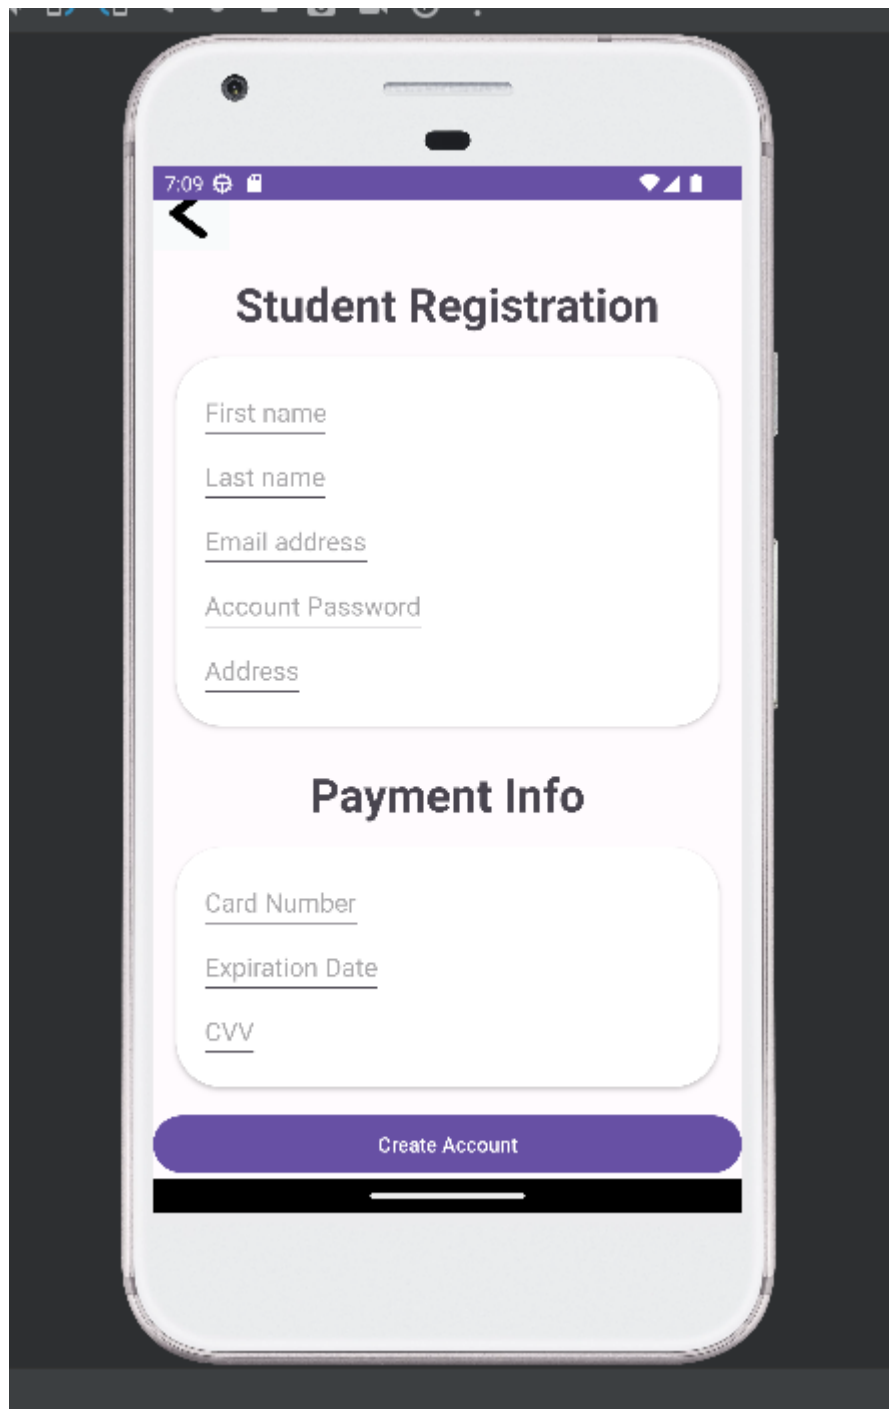 7:09
Student Registration
First name
Last name
Email address
Account Password
Address
Payment Info
Card Number
Expiration Date
CVV
Create Account